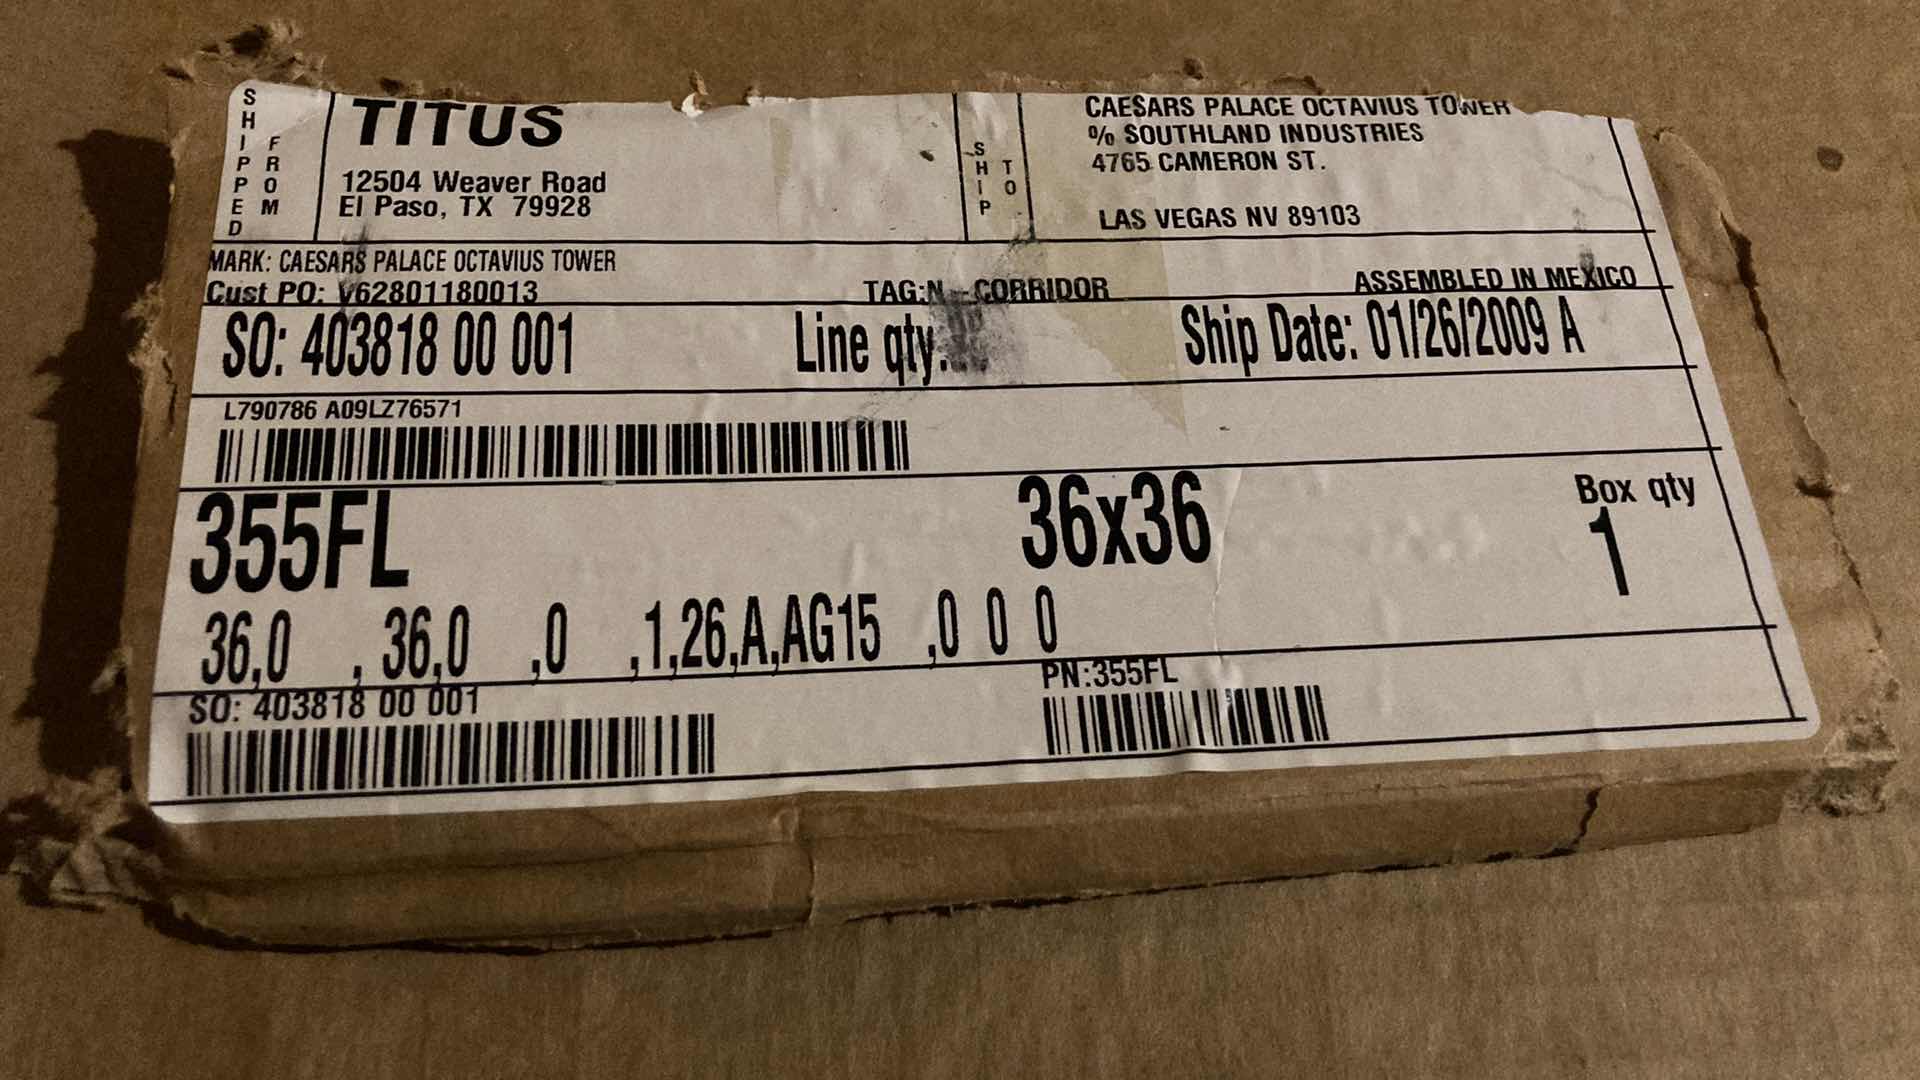 SHIPPED FROM
TITUS
12504 Weaver Road
El Paso, TX 79928
SHIP TO
CAESARS PALACE OCTAVIUS TOWER
% SOUTHLAND INDUSTRIES
4765 CAMERON ST.
LAS VEGAS NV 89103
MARK: CAESARS PALACE OCTAVIUS TOWER
Cust PO: V62801180013
TAG:N - CORRIDOR
ASSEMBLED IN MEXICO
SO: 403818 00 001
Line qty:
Ship Date: 01/26/2009 A
L790786 A09LZ76571
355FL
36x36
Box qty
1
36,0 , 36,0 ,0 ,1,26,A,AG15 ,0 0 0
SO: 403818 00 001
PN:355FL